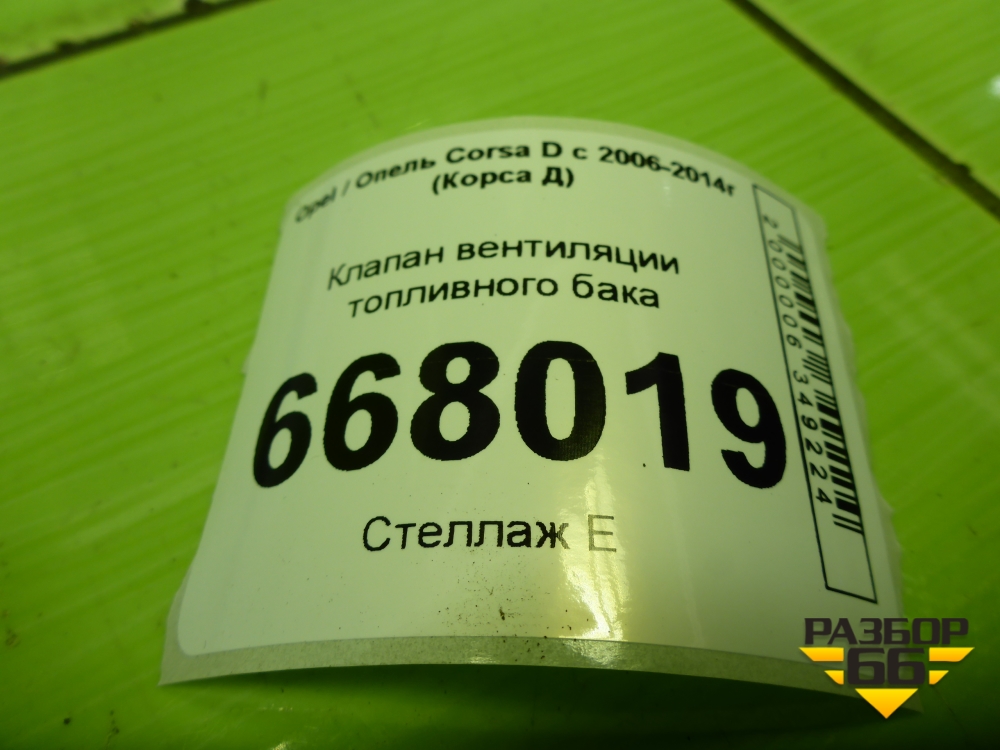 Opel / Опель Corsa D с 2006-2014г
(Корса Д)
Клапан вентиляции
топливного бака
668019
Стеллаж Е
2000006349224
РАЗБОР
66